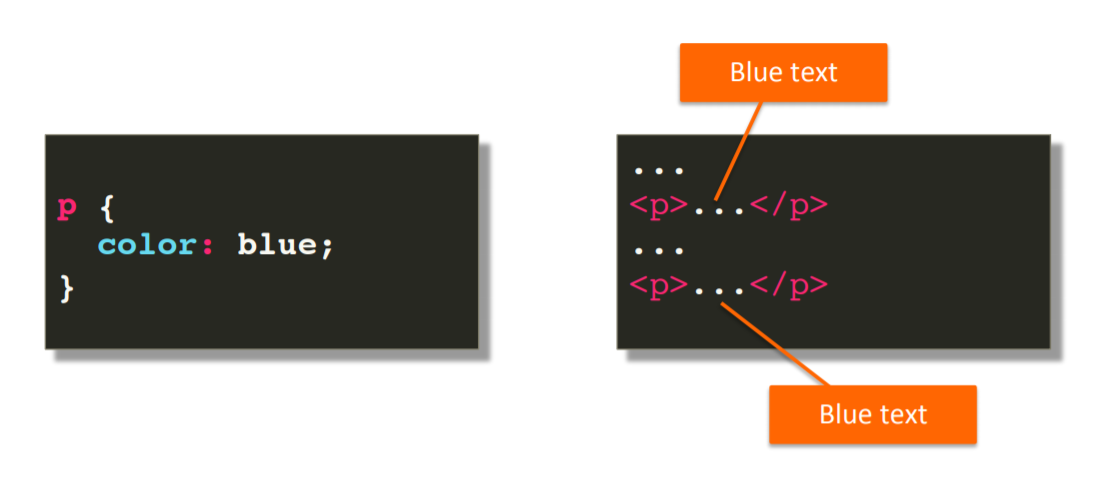 p {
  color: blue;
}
Blue text
...
<p>...</p>
...
<p>...</p>
Blue text